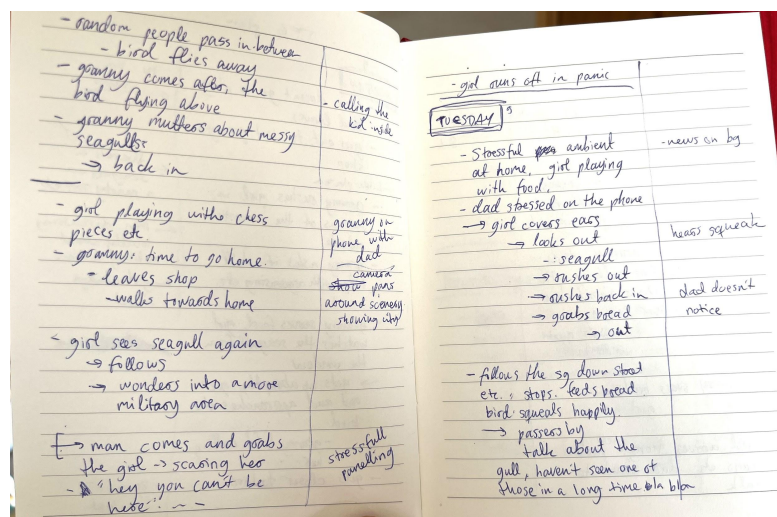 - random people pass in-between
- bird flies away
- granny comes after, the
bird flying above
- granny mutters about messy
seagulls
→ back in
- calling the
kid inside
- girl playing with chess
pieces etc.
- granny: time to go home.
- leaves shop
- walks towards home
granny on
phone, with
dad
camera
show pans
around scenery
showing city
girl sees seagull again
→ follows
→ wonders into a more
military area
→ man comes and grabs
the girl → scaring her
- "hey you can't be
here"! ~ ~
stressfull
panelling
- girl runs off in panic
TUESDAY
- Stressful ambient
at home, girl playing
with food.
- dad stressed on the phone
→ girl covers ears
→ looks out
-: seagull
→ rushes out
→ rushes back in
→ grabs bread
→ out
- news on bg
hears squeak
dad doesn't
notice
- follows the sg down street
etc., stops. feeds bread
bird squeals happily.
→ passers by
talk about the
gull, haven't seen one of
those in a long time bla bla